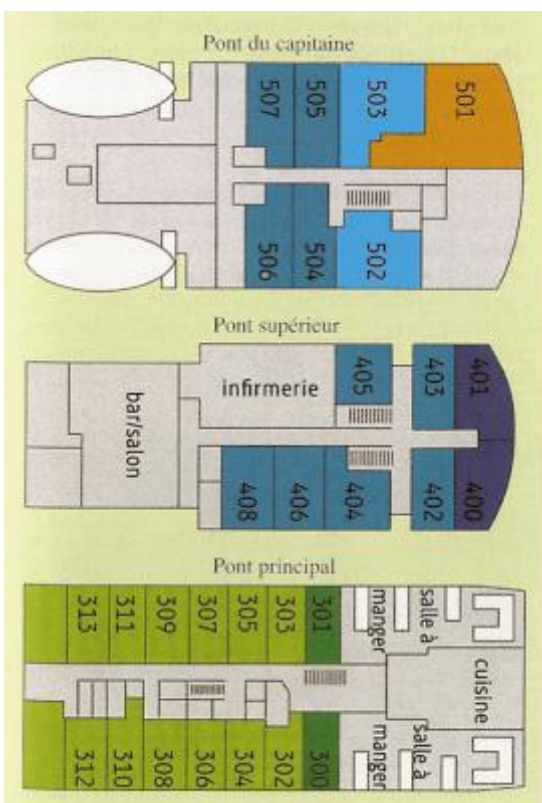 Pont du capitaine
507 505 503 501
506 504 502
Pont supérieur
bar/salon
infirmerie
405 403 401
408 406 404 402 400
Pont principal
313 311 309 307 305 303 301
salle à
manger
cuisine
312 310 308 306 304 302 300
salle à
manger